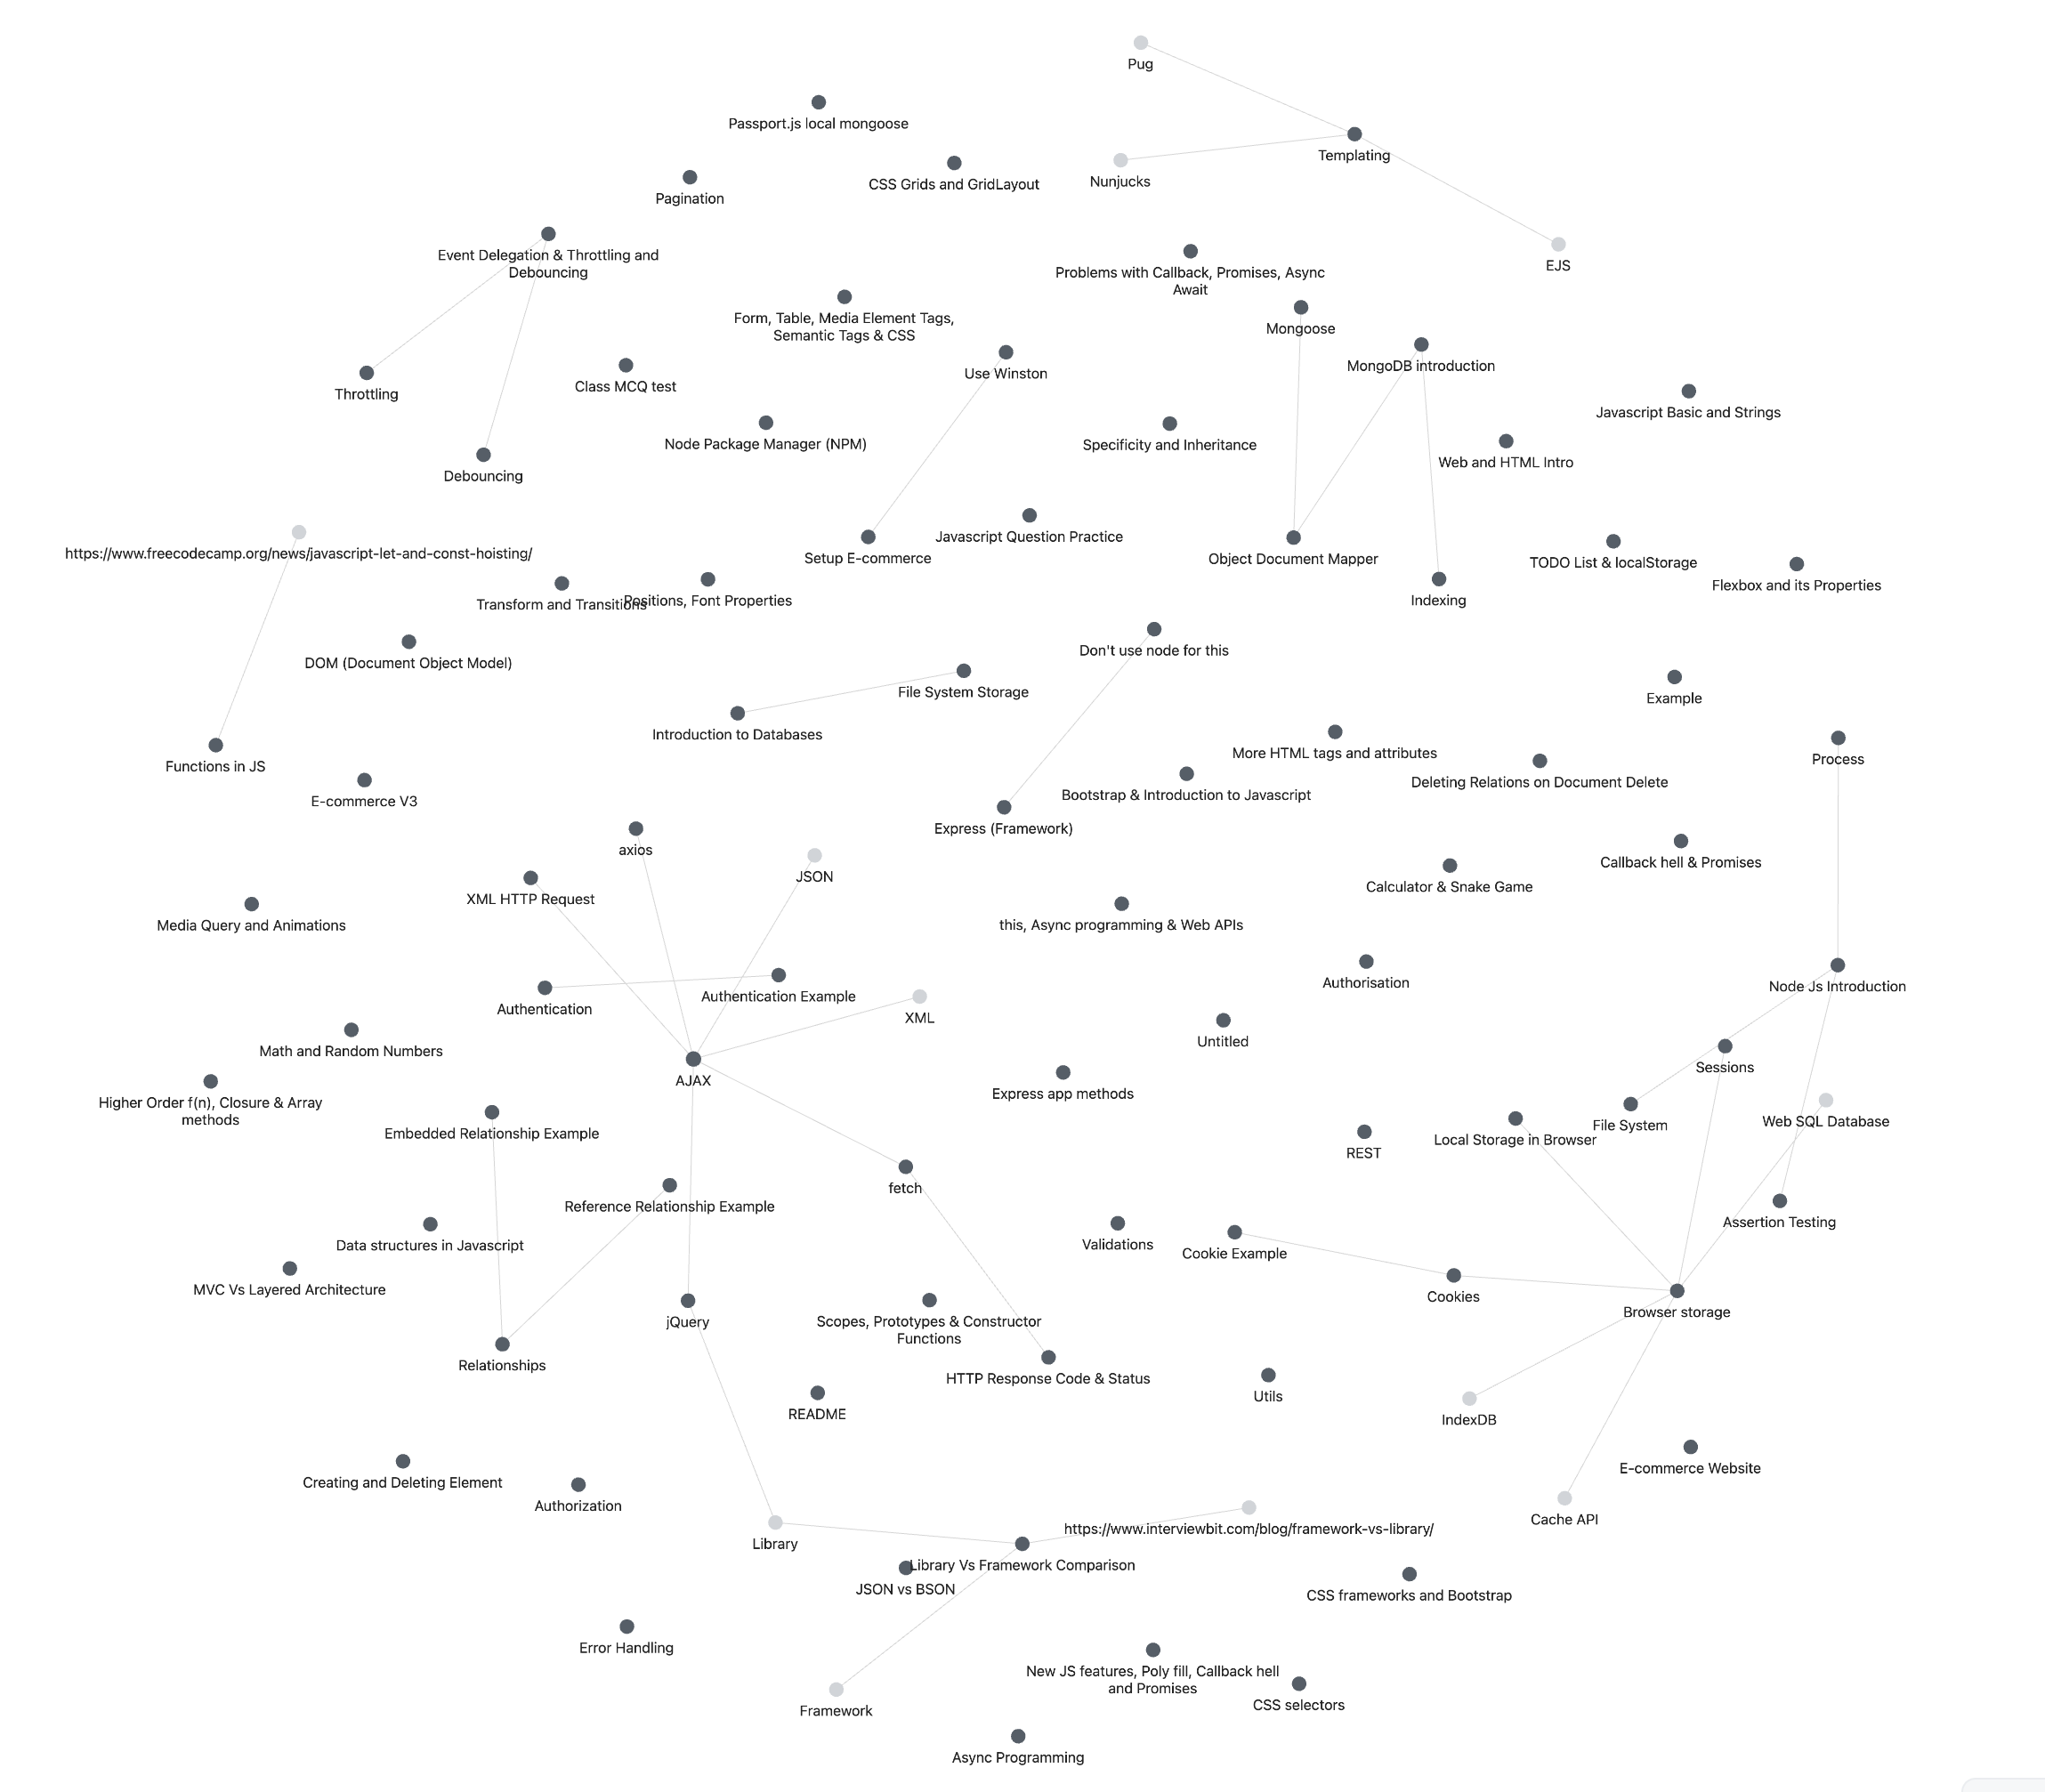 Pug
Passport.js local mongoose
Templating
Nunjucks
CSS Grids and GridLayout
Pagination
Event Delegation & Throttling and
Debouncing
EJS
Problems with Callback, Promises, Async
Await
Form, Table, Media Element Tags,
Semantic Tags & CSS
Mongoose
MongoDB introduction
Use Winston
Throttling
Class MCQ test
Javascript Basic and Strings
Node Package Manager (NPM)
Specificity and Inheritance
Web and HTML Intro
Debouncing
Javascript Question Practice
https://www.freecodecamp.org/news/javascript-let-and-const-hoisting/
Setup E-commerce
Object Document Mapper
TODO List & localStorage
Flexbox and its Properties
Transform and Transitions
Positions, Font Properties
Indexing
Don't use node for this
DOM (Document Object Model)
File System Storage
Example
Introduction to Databases
More HTML tags and attributes
Process
Functions in JS
Deleting Relations on Document Delete
Bootstrap & Introduction to Javascript
E-commerce V3
Express (Framework)
axios
Callback hell & Promises
JSON
Calculator & Snake Game
XML HTTP Request
Media Query and Animations
this, Async programming & Web APIs
Authorisation
Node Js Introduction
Authentication Example
Authentication
XML
Untitled
Math and Random Numbers
Sessions
AJAX
Express app methods
Higher Order f(n), Closure & Array
methods
Web SQL Database
File System
Embedded Relationship Example
Local Storage in Browser
REST
fetch
Reference Relationship Example
Assertion Testing
Data structures in Javascript
Validations
Cookie Example
MVC Vs Layered Architecture
Cookies
Browser storage
jQuery
Scopes, Prototypes & Constructor
Functions
Relationships
HTTP Response Code & Status
Utils
README
IndexDB
E-commerce Website
Creating and Deleting Element
Authorization
Cache API
https://www.interviewbit.com/blog/framework-vs-library/
Library
Library Vs Framework Comparison
JSON vs BSON
CSS frameworks and Bootstrap
Error Handling
New JS features, Poly fill, Callback hell
and Promises
CSS selectors
Framework
Async Programming